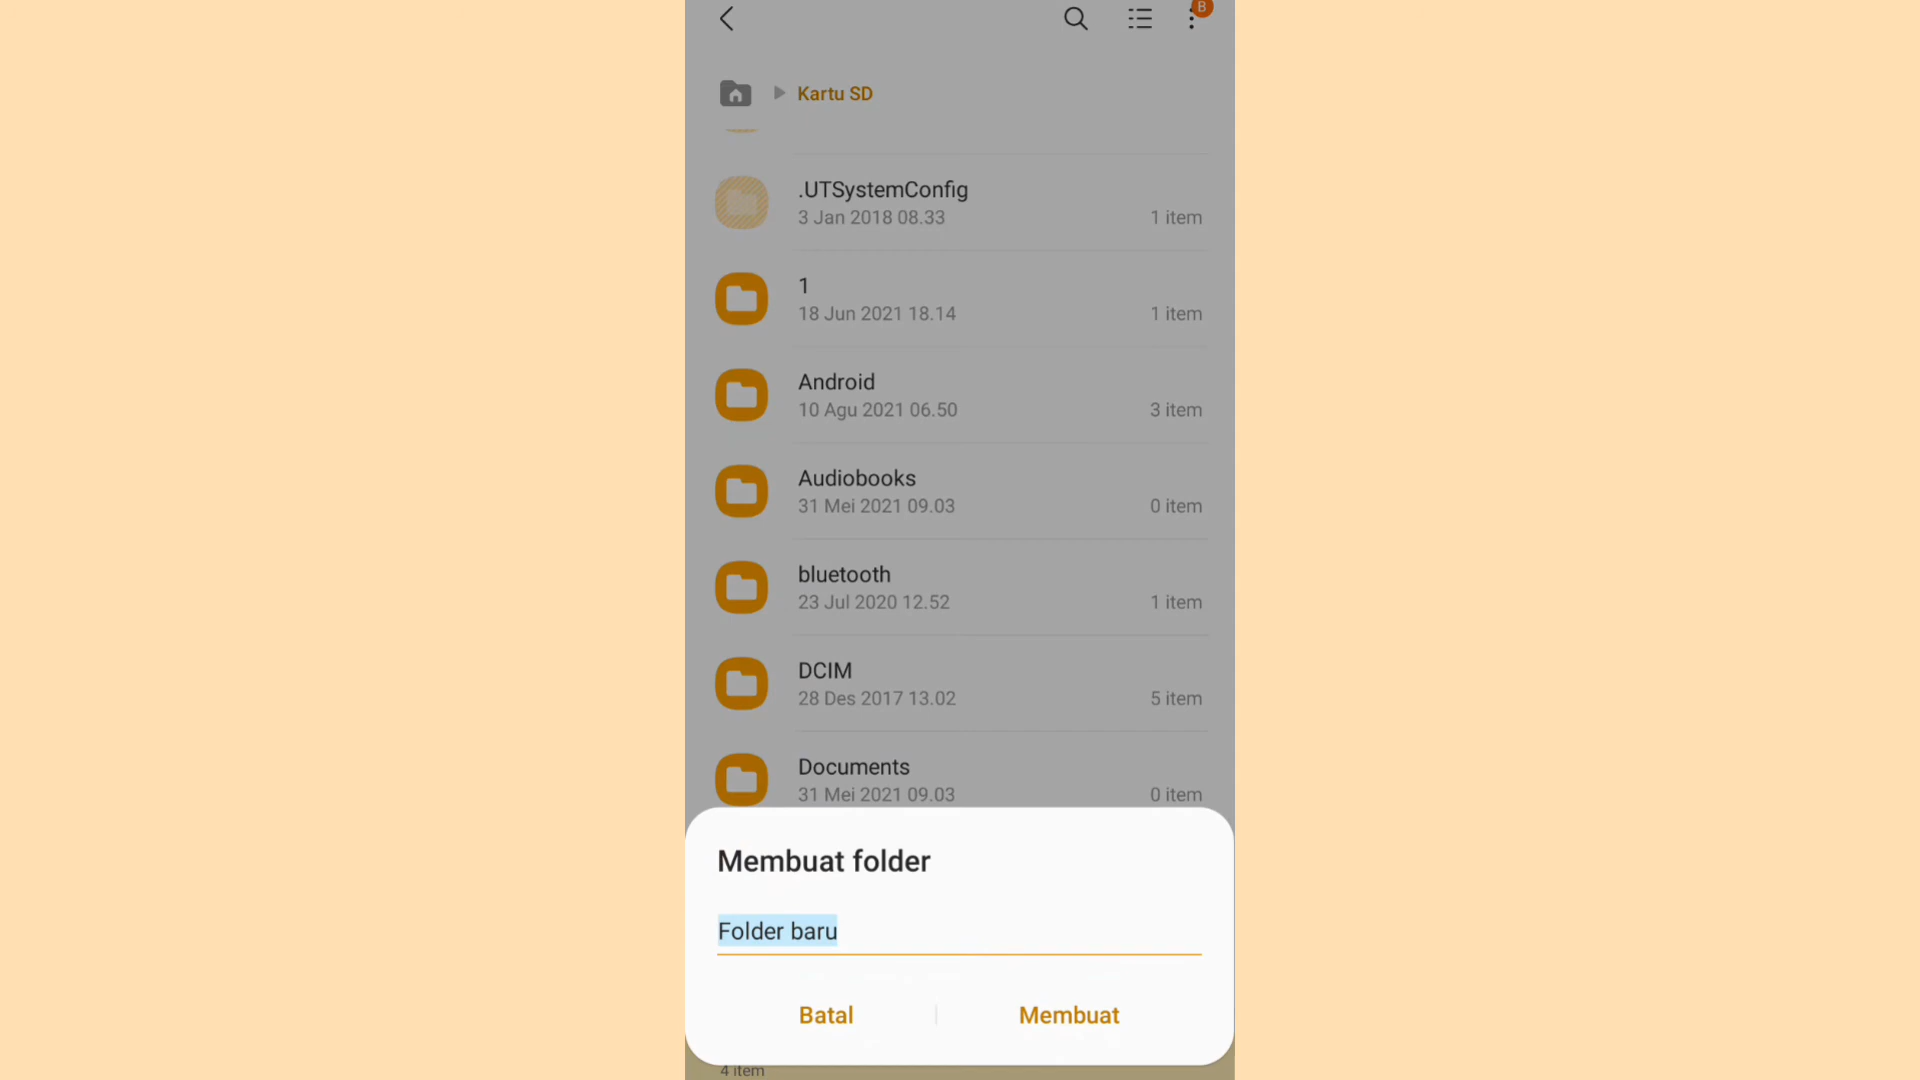 B
Kartu SD
.UTSystemConfig
3 Jan 2018 08.33
1 item
1
18 Jun 2021 18.14
1 item
Android
10 Agu 2021 06.50
3 item
Audiobooks
31 Mei 2021 09.03
0 item
bluetooth
23 Jul 2020 12.52
1 item
DCIM
28 Des 2017 13.02
5 item
Documents
31 Mei 2021 09.03
0 item
Membuat folder
Folder baru
Batal
Membuat
4 item